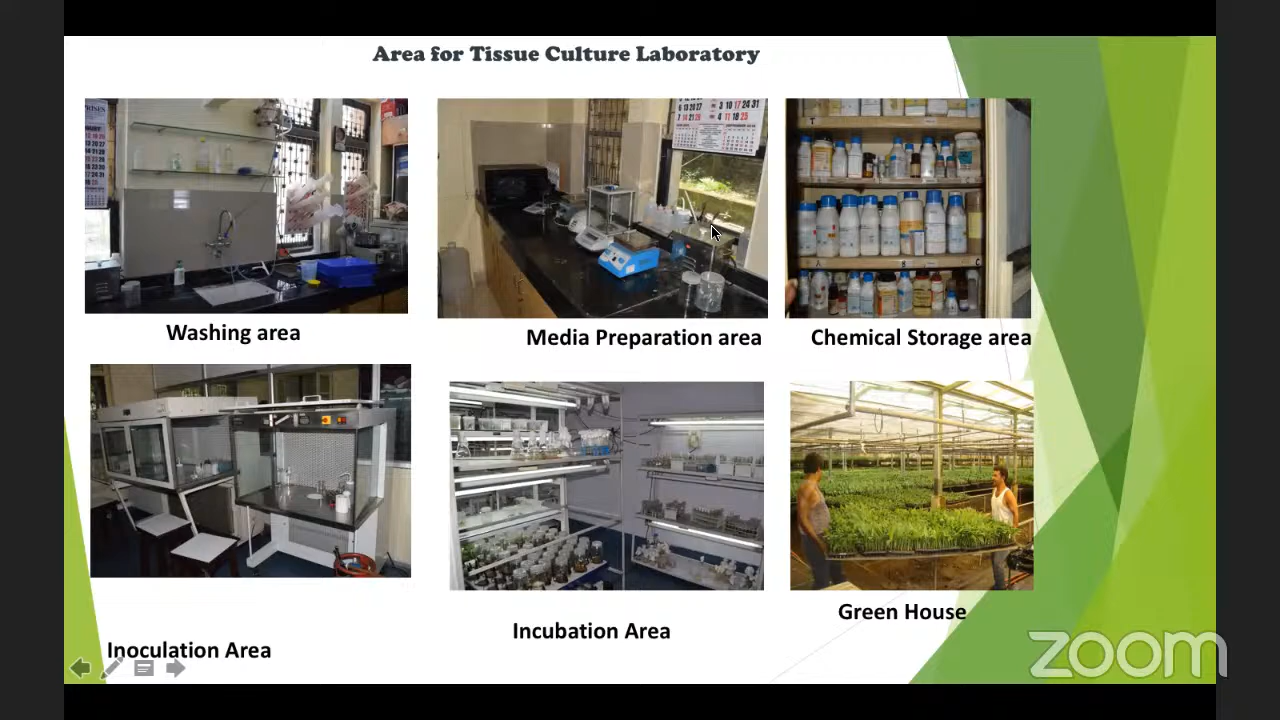 Area for Tissue Culture Laboratory
Washing area
Media Preparation area
Chemical Storage area
Inoculation Area
Incubation Area
Green House
zoom